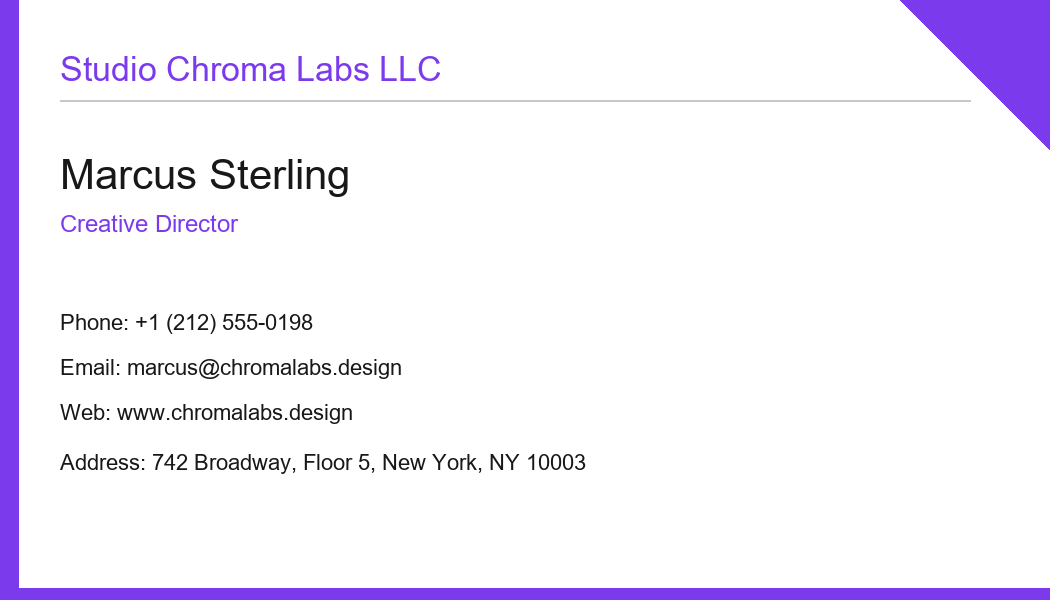 Studio Chroma Labs LLC
Marcus Sterling
Creative Director
Phone: +1 (212) 555-0198
Email: marcus@chromalabs.design
Web: www.chromalabs.design
Address: 742 Broadway, Floor 5, New York, NY 10003